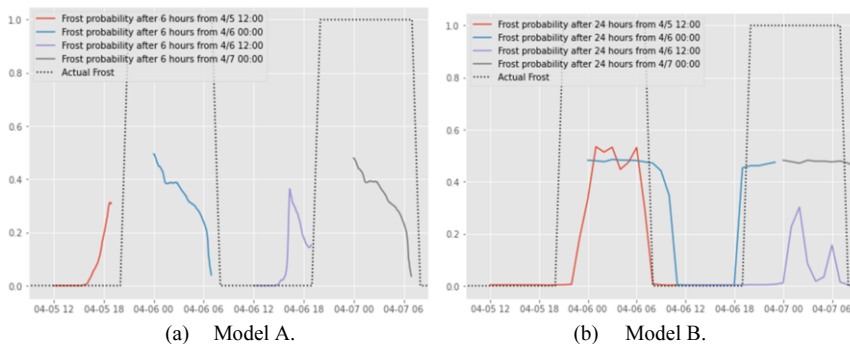 Frost probability after 6 hours from 4/5 12:00
Frost probability after 6 hours from 4/6 00:00
Frost probability after 6 hours from 4/6 12:00
Frost probability after 6 hours from 4/7 00:00
Actual Frost
1.0
0.8
0.6
0.4
0.2
0.0
04-05 12 04-05 18 04-06 00 04-06 06 04-06 12 04-06 18 04-07 00 04-07 06
(a) Model A.
Frost probability after 24 hours from 4/5 12:00
Frost probability after 24 hours from 4/6 00:00
Frost probability after 24 hours from 4/6 12:00
Frost probability after 24 hours from 4/7 00:00
Actual Frost
1.0
0.8
0.6
0.4
0.2
0.0
04-05 12 04-05 18 04-06 00 04-06 06 04-06 12 04-06 18 04-07 00 04-07 06
(b) Model B.